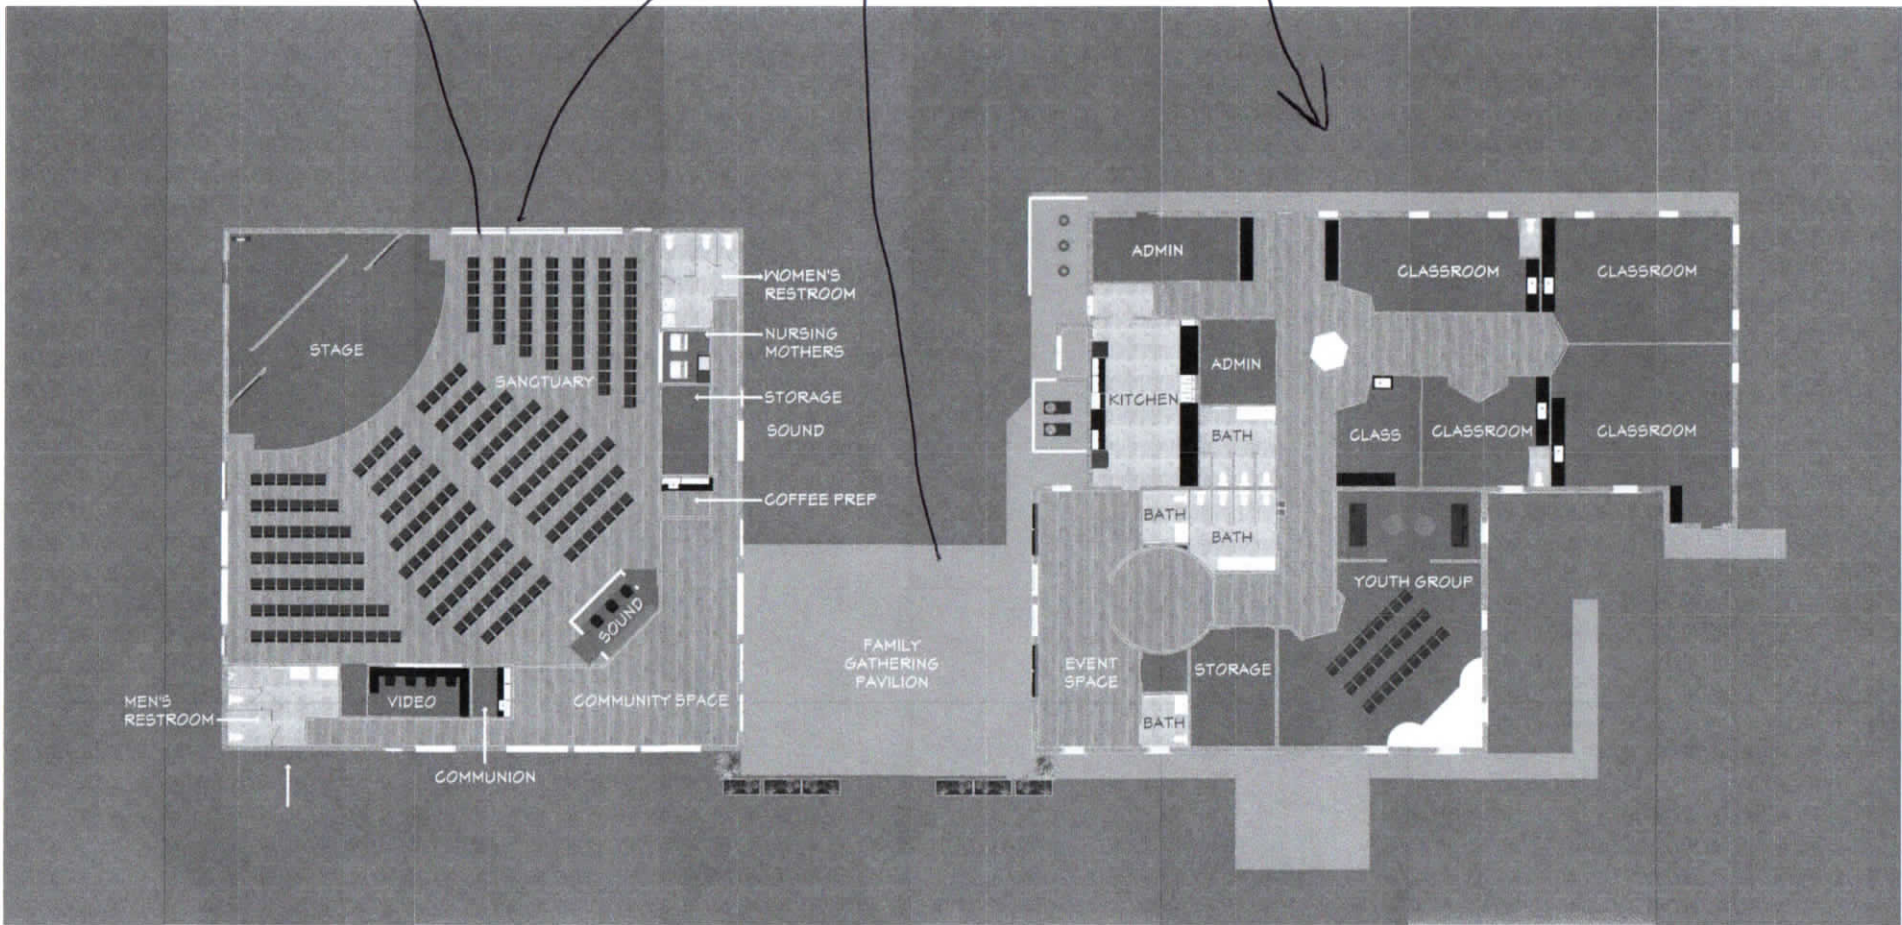 STAGE
SANCTUARY
WOMEN'S
RESTROOM
NURSING
MOTHERS
STORAGE
SOUND
COFFEE PREP
SOUND
MEN'S
RESTROOM
VIDEO
COMMUNITY SPACE
COMMUNION
FAMILY
GATHERING
PAVILION
ADMIN
CLASSROOM
CLASSROOM
ADMIN
KITCHEN
BATH
CLASS
CLASSROOM
CLASSROOM
BATH
BATH
YOUTH GROUP
EVENT
SPACE
STORAGE
BATH